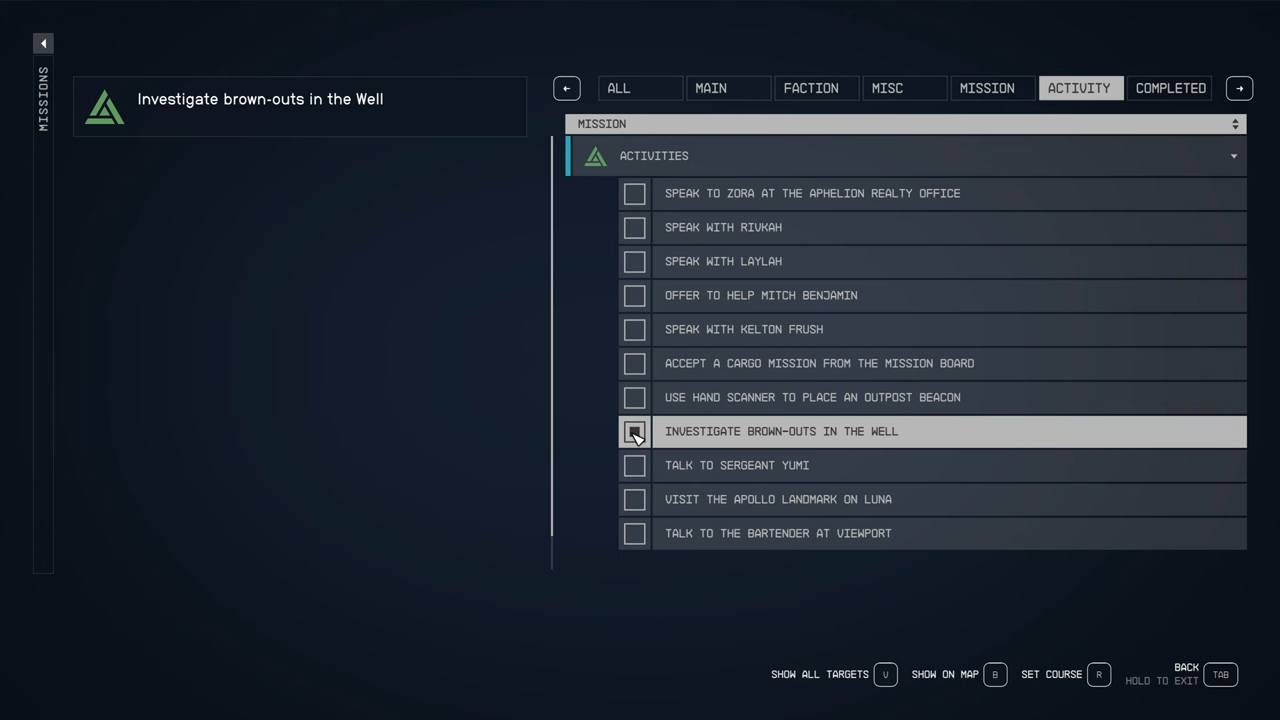 MISSIONS
Investigate brown-outs in the Well
ALL
MAIN
FACTION
MISC
MISSION
ACTIVITY
COMPLETED
MISSION
ACTIVITIES
SPEAK TO ZORA AT THE APHELION REALTY OFFICE
SPEAK WITH RIVKAH
SPEAK WITH LAYLAH
OFFER TO HELP MITCH BENJAMIN
SPEAK WITH KELTON FRUSH
ACCEPT A CARGO MISSION FROM THE MISSION BOARD
USE HAND SCANNER TO PLACE AN OUTPOST BEACON
INVESTIGATE BROWN-OUTS IN THE WELL
TALK TO SERGEANT YUMI
VISIT THE APOLLO LANDMARK ON LUNA
TALK TO THE BARTENDER AT VIEWPORT
SHOW ALL TARGETS V
SHOW ON MAP B
SET COURSE R
BACK
HOLD TO EXIT
TAB